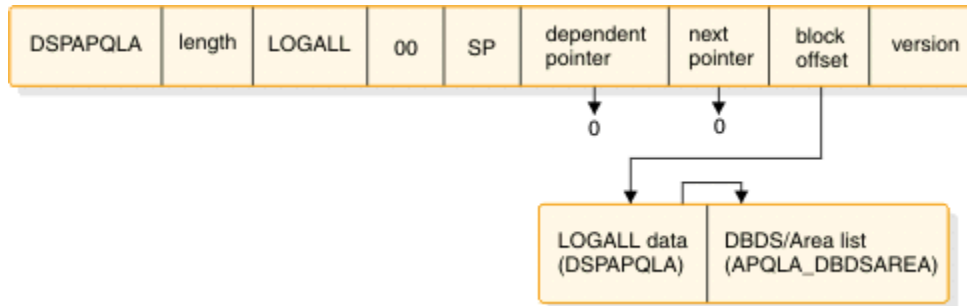 DSPAPQLA
length
LOGALL
00
SP
dependent
pointer
next
pointer
block
offset
version
0
0
LOGALL data
(DSPAPQLA)
DBDS/Area list
(APQLA_DBDSAREA)